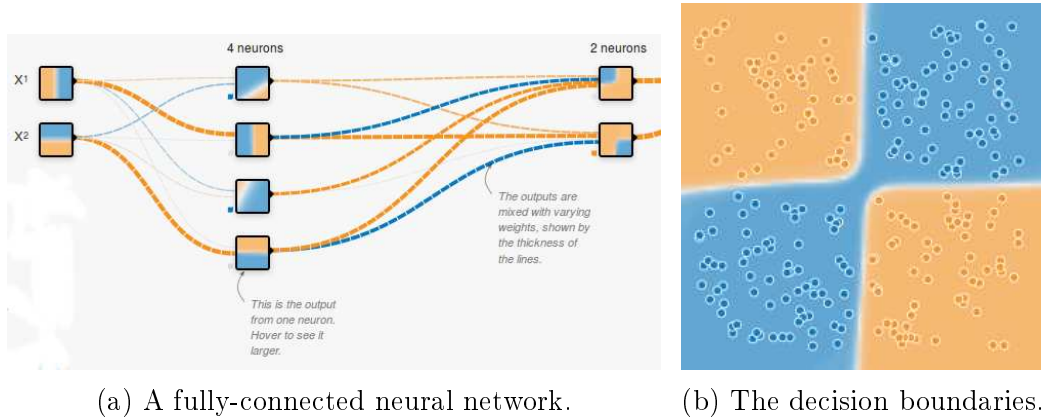 4 neurons
2 neurons
X1
X2
The outputs are
mixed with varying
weights, shown by
the thickness of
the lines.
This is the output
from one neuron.
Hover to see it
larger.
(a) A fully-connected neural network.
(b) The decision boundaries.